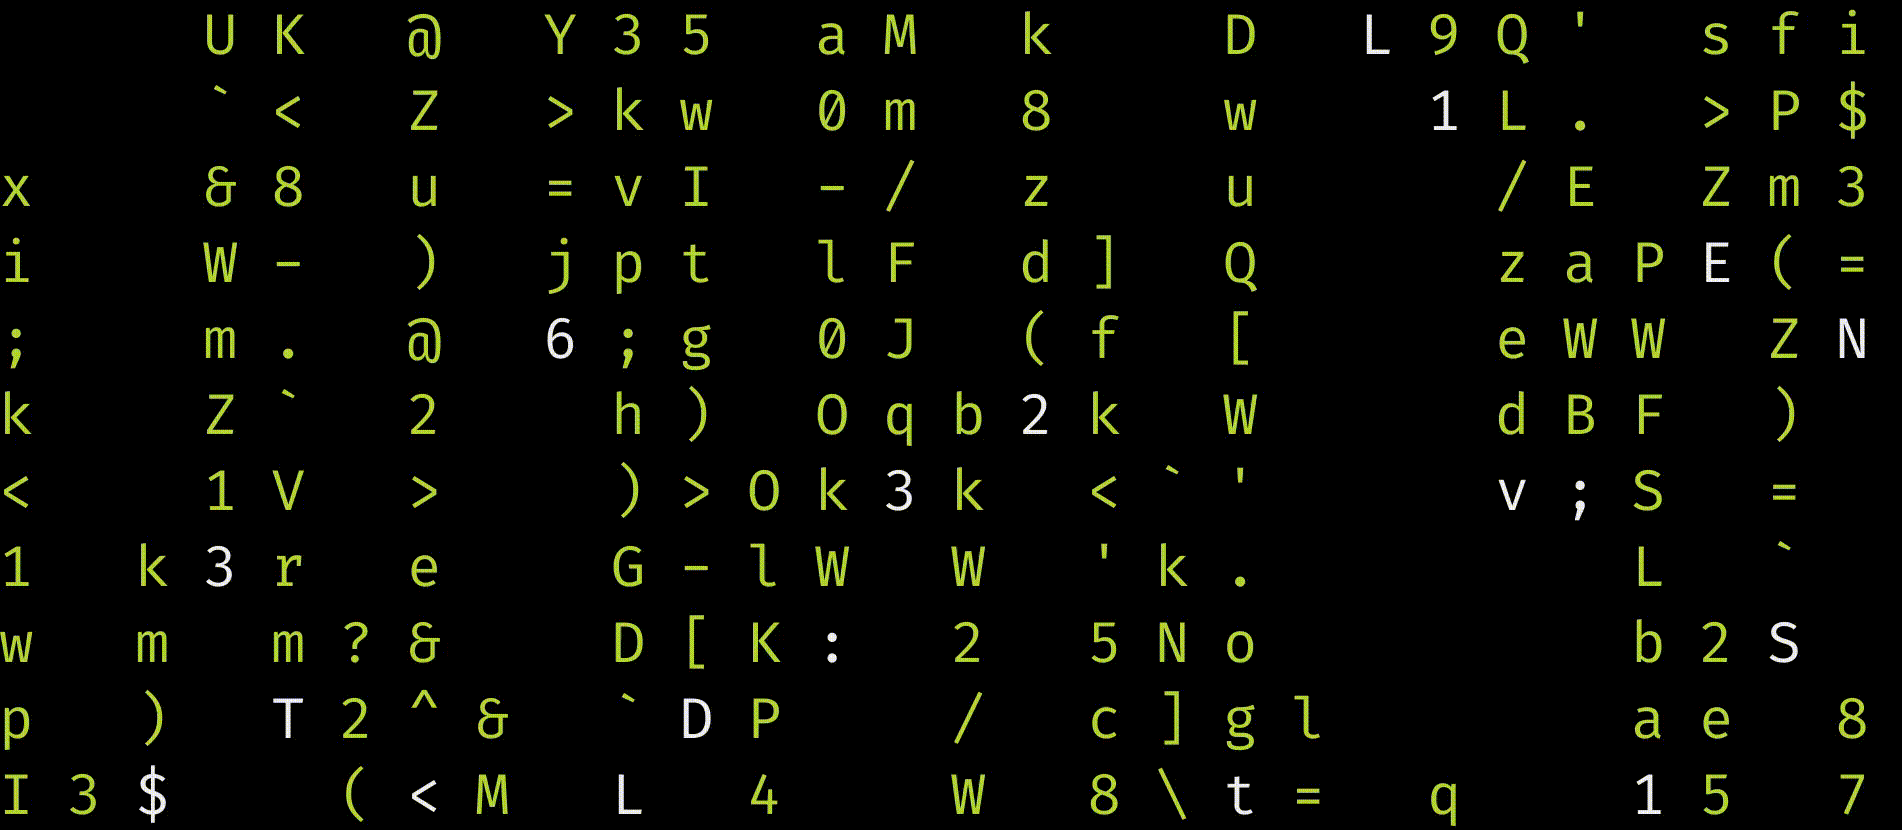 U K @ Y 3 5 a M k D L 9 Q ' s f i
` < Z > k w 0 m 8 w 1 L . > P $
x & 8 u = v I - / z u / E Z m 3
i W - ) j p t l F d ] Q z a P E ( =
; m . @ 6 ; g 0 J ( f [ e W W Z N
k Z ` 2 h ) O q b 2 k W d B F )
< 1 V > ) > O k 3 k < ` ' v ; S =
1 k 3 r e G - l W W ' k . L `
w m m ? & D [ K : 2 5 N o b 2 S
p ) T 2 ^ & ` D P / c ] g l a e 8
I 3 $ ( < M L 4 W 8 \ t = q 1 5 7